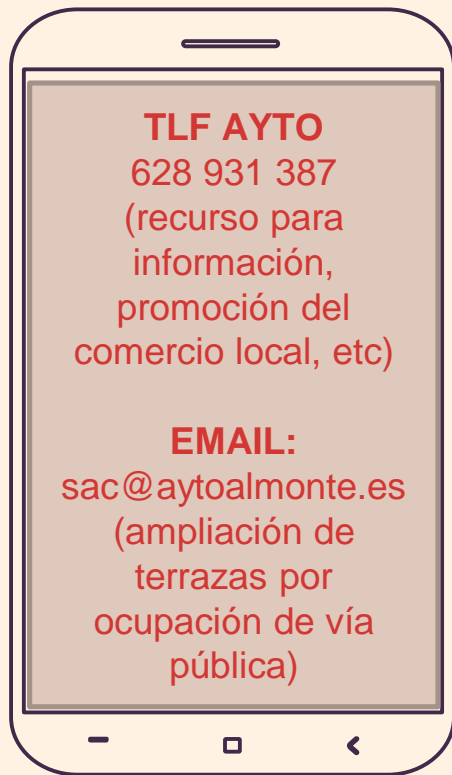 TLF AYTO
628 931 387
(recurso para
información,
promoción del
comercio local, etc)
EMAIL:
sac@aytoalmonte.es
(ampliación de
terrazas por
ocupación de vía
pública)